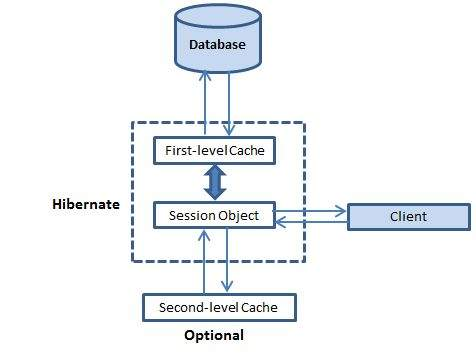 Database
First-level Cache
Hibernate
Session Object
Client
Second-level Cache
Optional